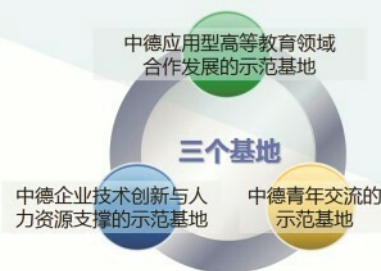 中德应用型高等教育领域
合作发展的示范基地
三个基地
中德企业技术创新与人
力资源支撑的示范基地
中德青年交流的
示范基地